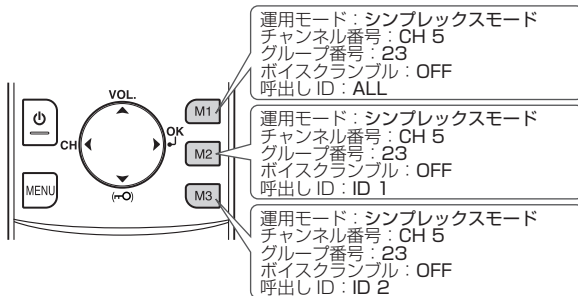 運用モード：シンプレックスモード
チャンネル番号：CH 5
グループ番号：23
ボイスクランブル：OFF
呼出し ID：ALL
VOL.
M1
OK
CH
M2
MENU
M3
運用モード：シンプレックスモード
チャンネル番号：CH 5
グループ番号：23
ボイスクランブル：OFF
呼出し ID：ID 1
運用モード：シンプレックスモード
チャンネル番号：CH 5
グループ番号：23
ボイスクランブル：OFF
呼出し ID：ID 2